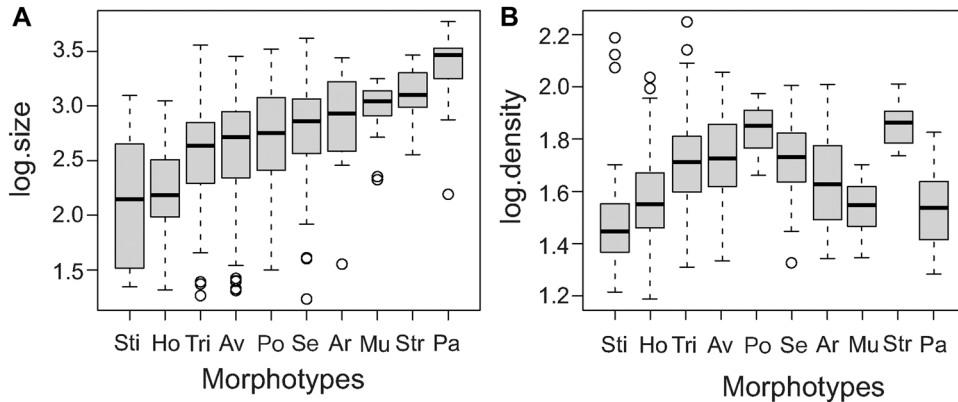 A
log.size
3.5
3.0
2.5
2.0
1.5
Sti Ho Tri Av Po Se Ar Mu Str Pa
Morphotypes
B
log.density
2.2
2.0
1.8
1.6
1.4
1.2
Sti Ho Tri Av Po Se Ar Mu Str Pa
Morphotypes